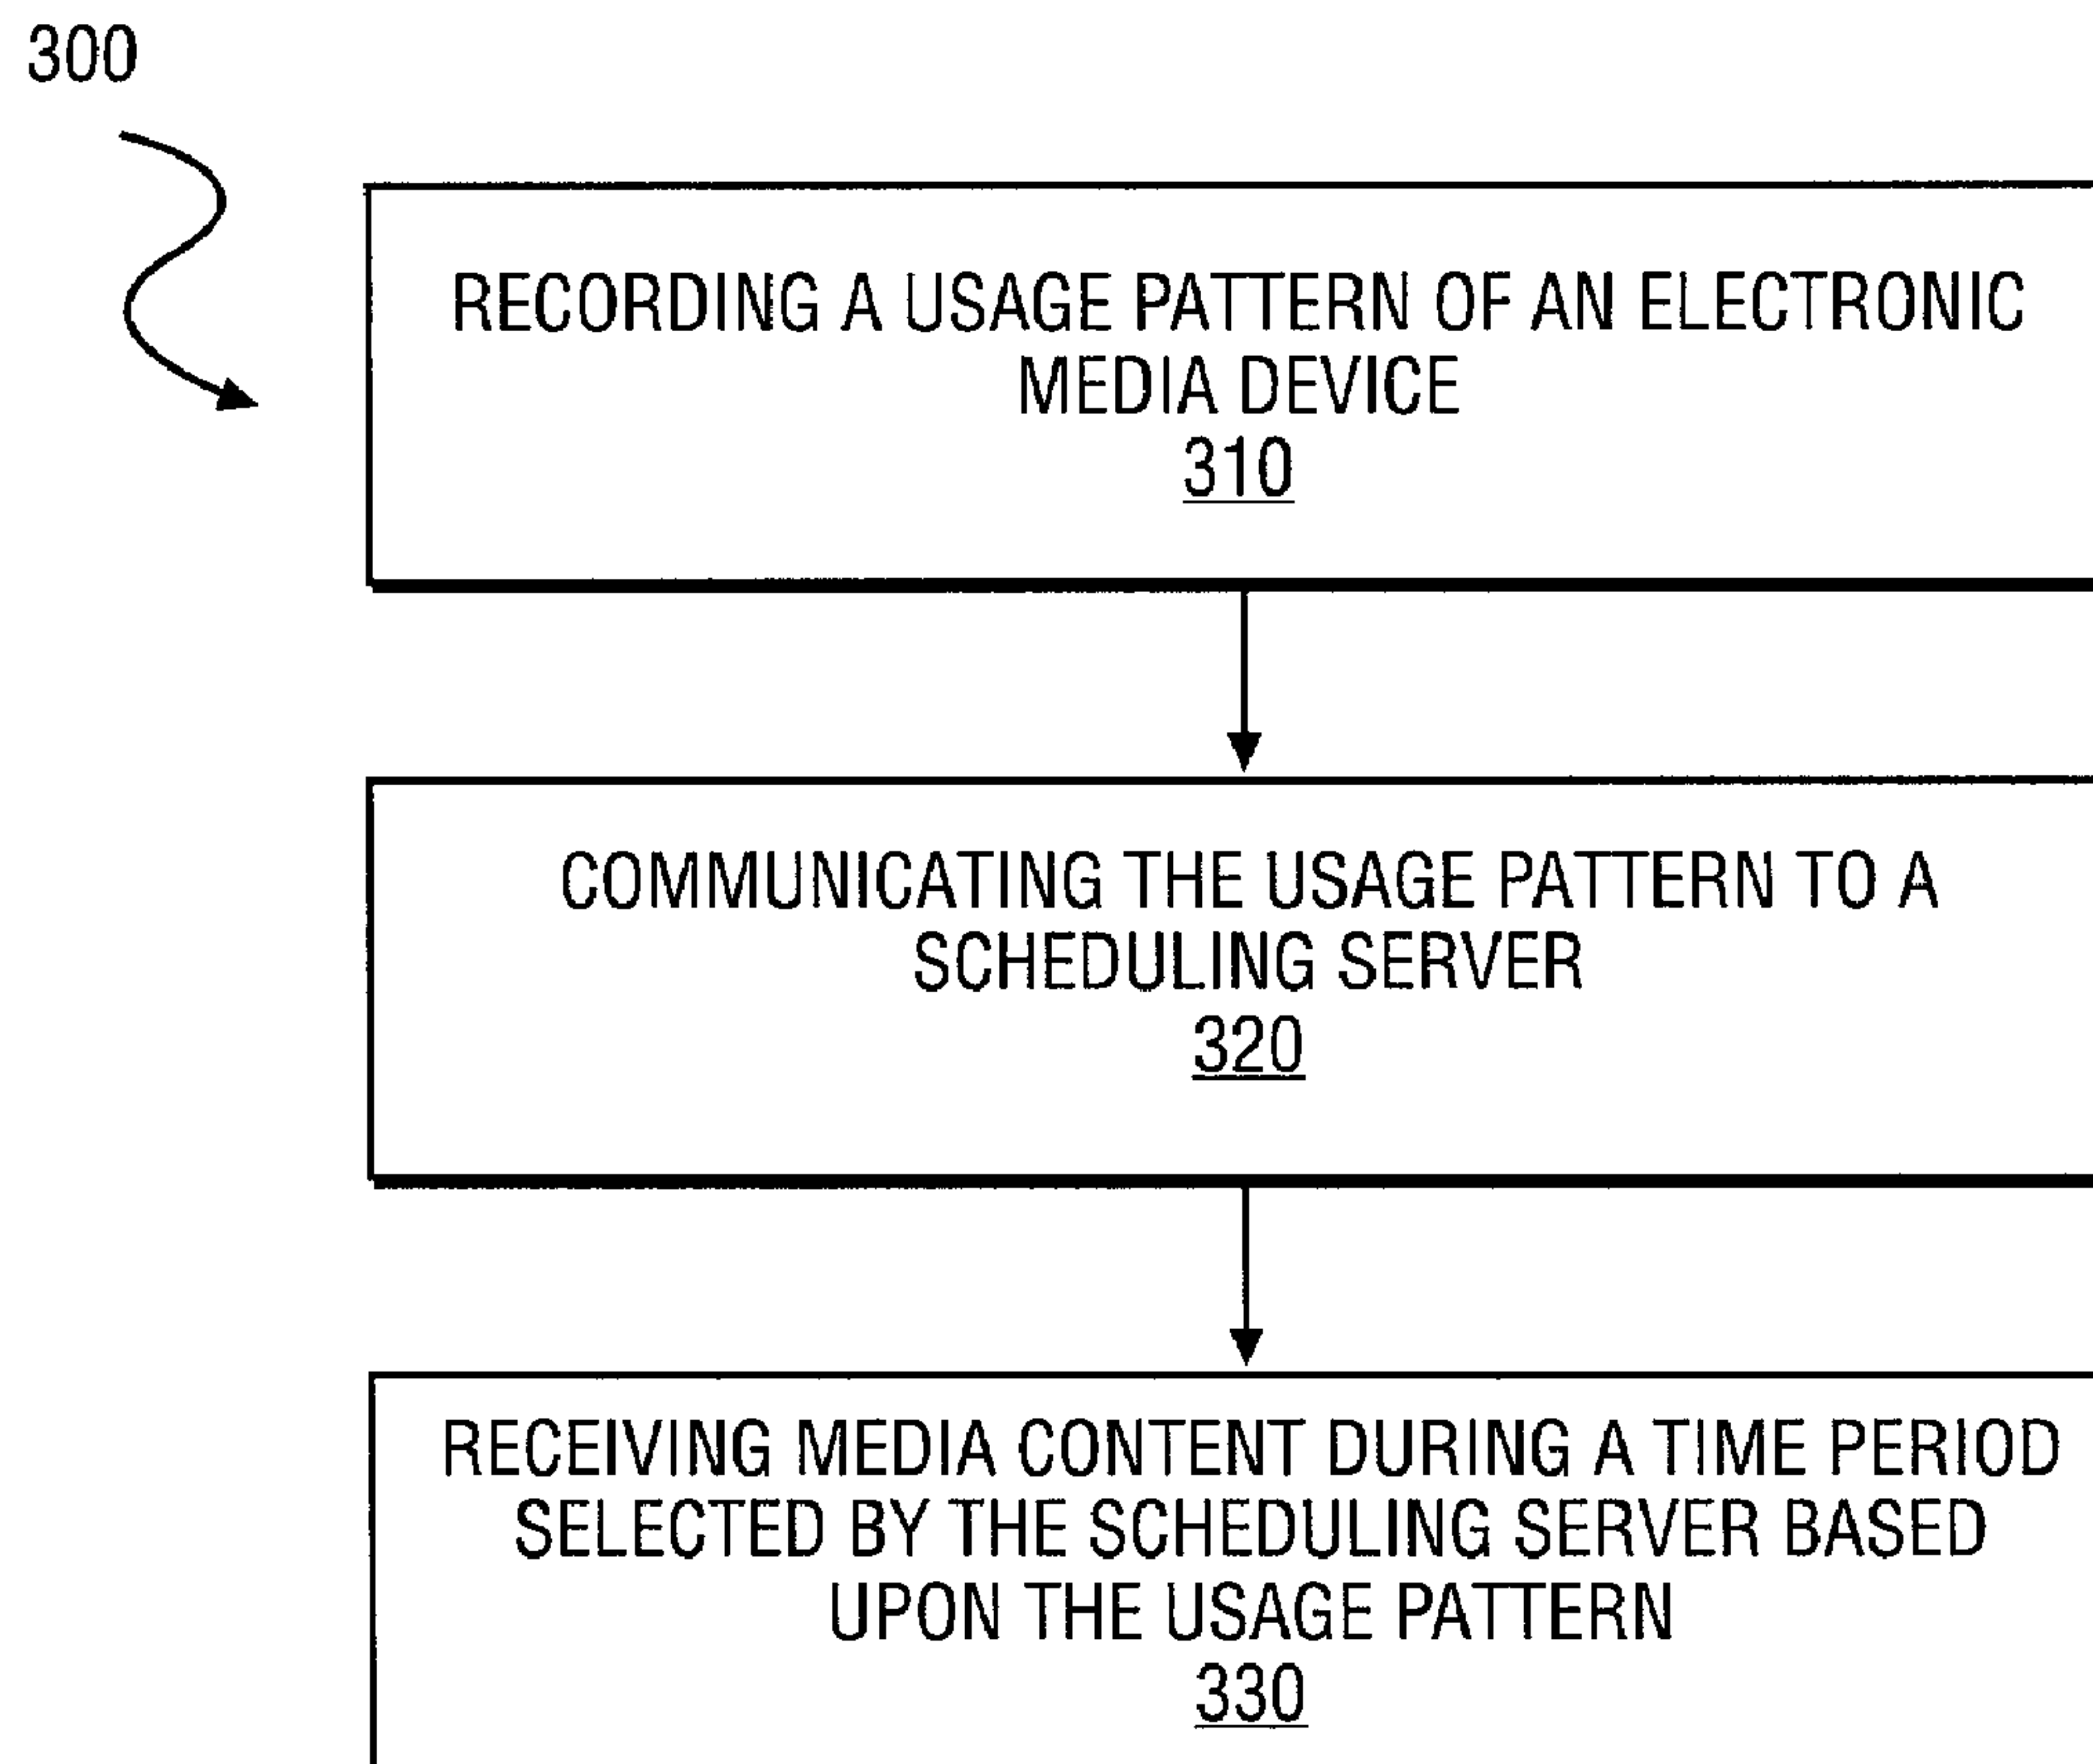 300
RECORDING A USAGE PATTERN OF AN ELECTRONIC
MEDIA DEVICE
310
COMMUNICATING THE USAGE PATTERN TO A
SCHEDULING SERVER
320
RECEIVING MEDIA CONTENT DURING A TIME PERIOD
SELECTED BY THE SCHEDULING SERVER BASED
UPON THE USAGE PATTERN
330